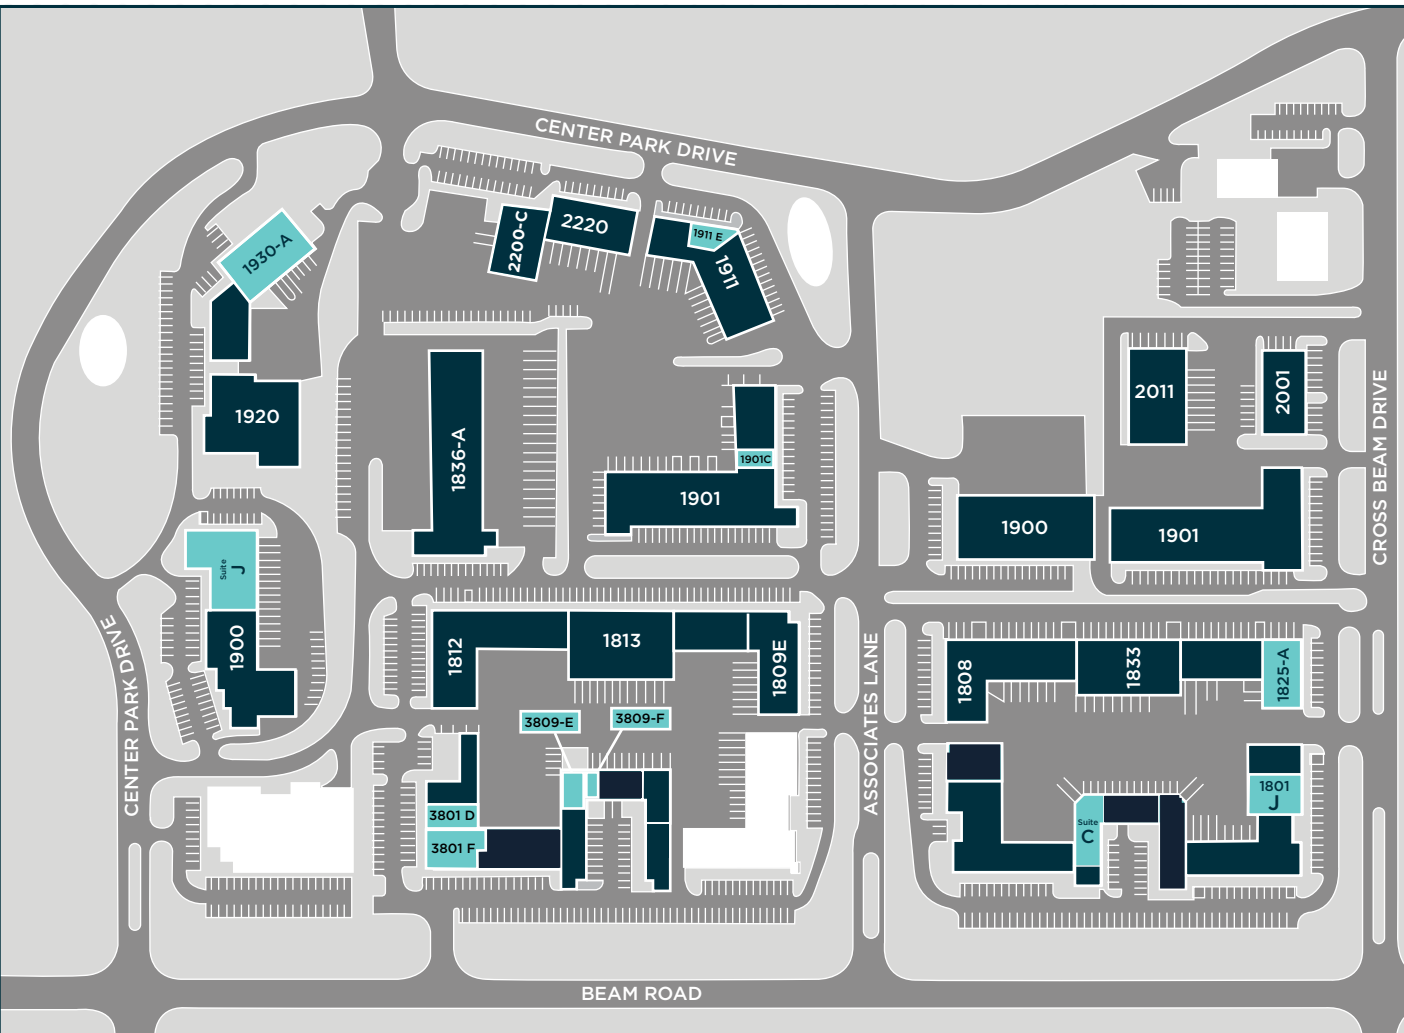 CENTER PARK DRIVE
2200-C
2220
1911 E
1911
1930-A
1920
1836-A
1901C
1901
2011
2001
CROSS BEAM DRIVE
1900
1901
Suite
J
1900
CENTER PARK DRIVE
1812
1813
1809E
ASSOCIATES LANE
1808
1833
1825-A
3809-E
3809-F
3801 D
3801 F
Suite
C
1801
J
BEAM ROAD